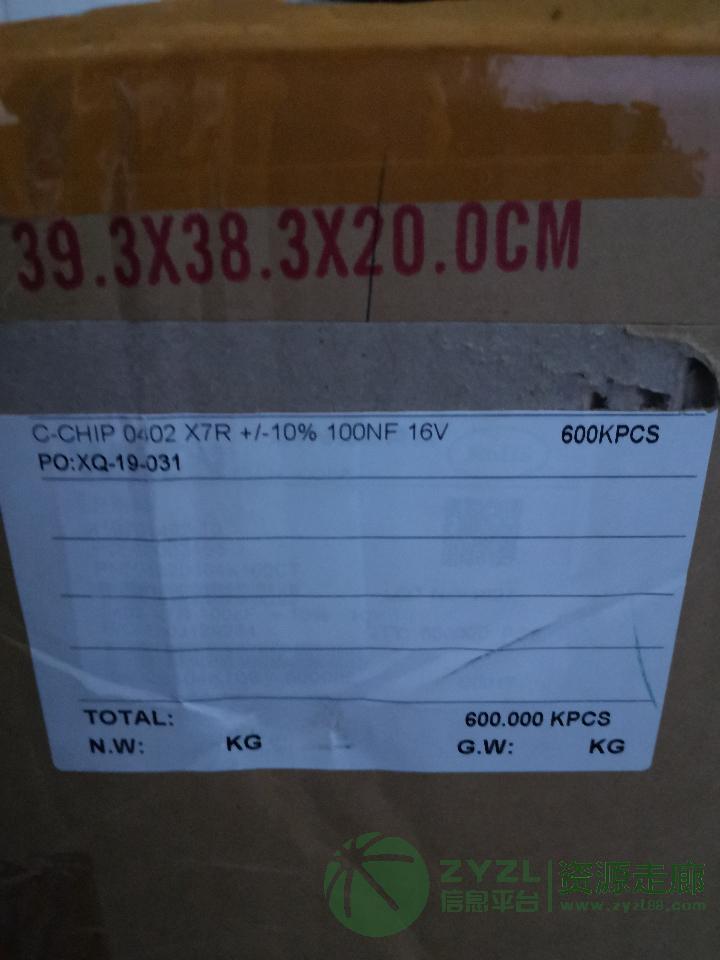 39.3X38.3X20.0CM
C-CHIP 0402 X7R +/-10% 100NF 16V 600KPCS
PO:XQ-19-031
TOTAL: 600.000 KPCS
N.W: KG G.W: KG
ZYZL 资源走廊
信息平台 www.zyzl88.com